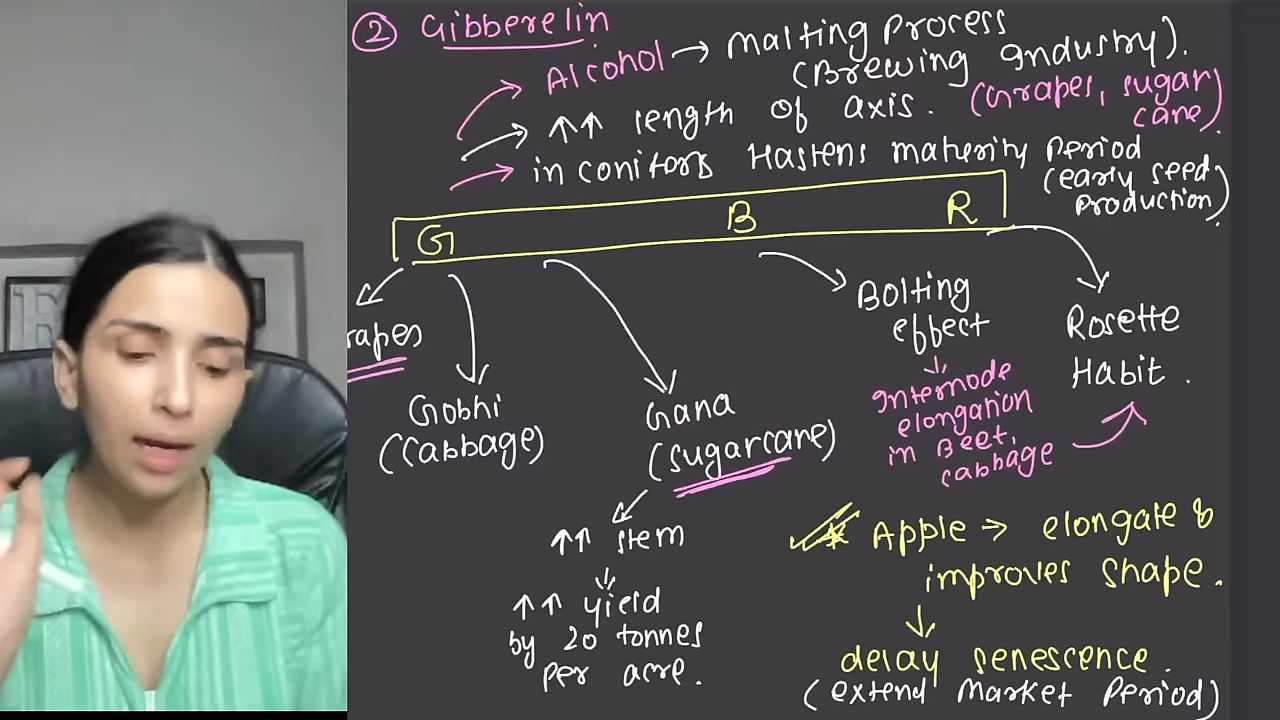 ② Gibberelin
Alcohol → Malting Process
(Brewing Industry).
↑↑ length of axis. (Grapes, sugar
cane).
in conifors Hastens maturity Period
(early seed
Production)
G B R
rapes
Gobhi
(Cabbage)
Gana
(sugarcane)
↑↑ stem
↑↑ yield
by 20 tonnes
per acre.
Bolting
effect
Internode
elongation
in Beet,
cabbage
Rosette
Habit.
Apple → elongate &
improves shape.
delay senescence.
(extend Market Period)